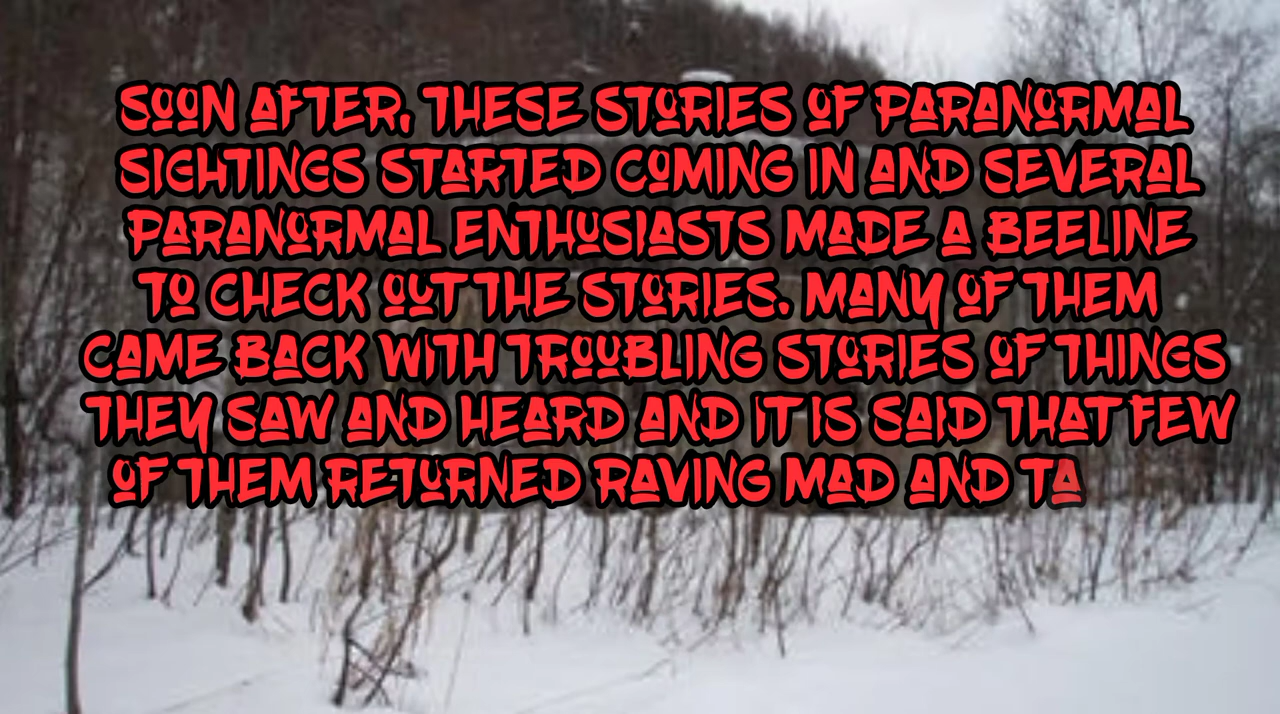 SOON AFTER, THESE STORIES OF PARANORMAL
SIGHTINGS STARTED COMING IN AND SEVERAL
PARANORMAL ENTHUSIASTS MADE A BEELINE
TO CHECK OUT THE STORIES. MANY OF THEM
CAME BACK WITH TROUBLING STORIES OF THINGS
THEY SAW AND HEARD AND IT IS SAID THAT FEW
OF THEM RETURNED RAVING MAD AND TA